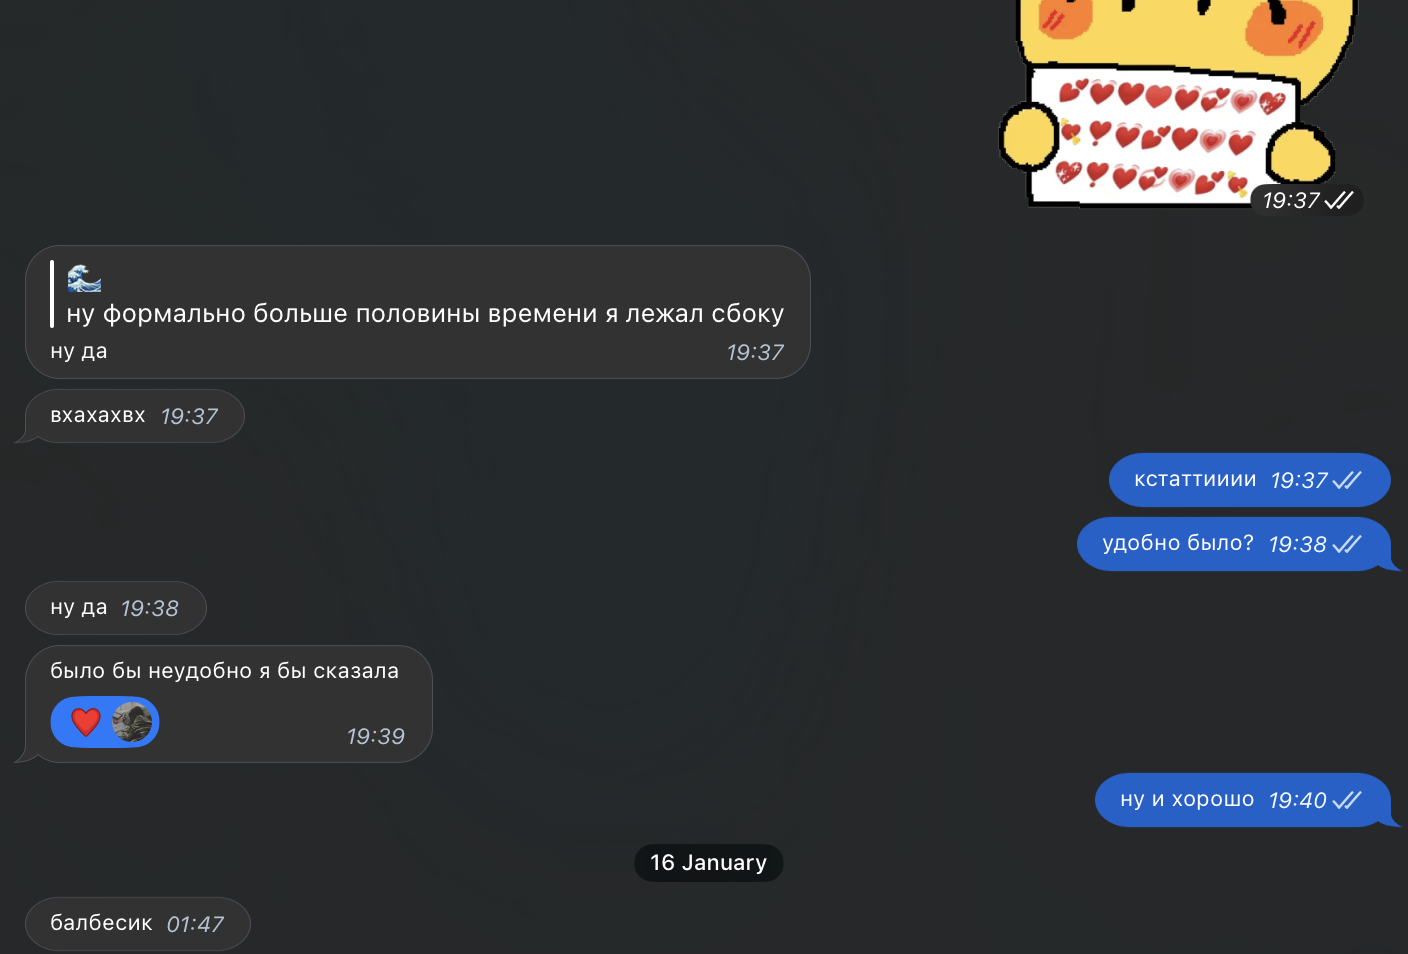 19:37
ну формально больше половины времени я лежал сбоку
ну да 19:37
вхахахвх 19:37
кстаттииии 19:37
удобно было? 19:38
ну да 19:38
было бы неудобно я бы сказала
19:39
ну и хорошо 19:40
16 January
балбесик 01:47